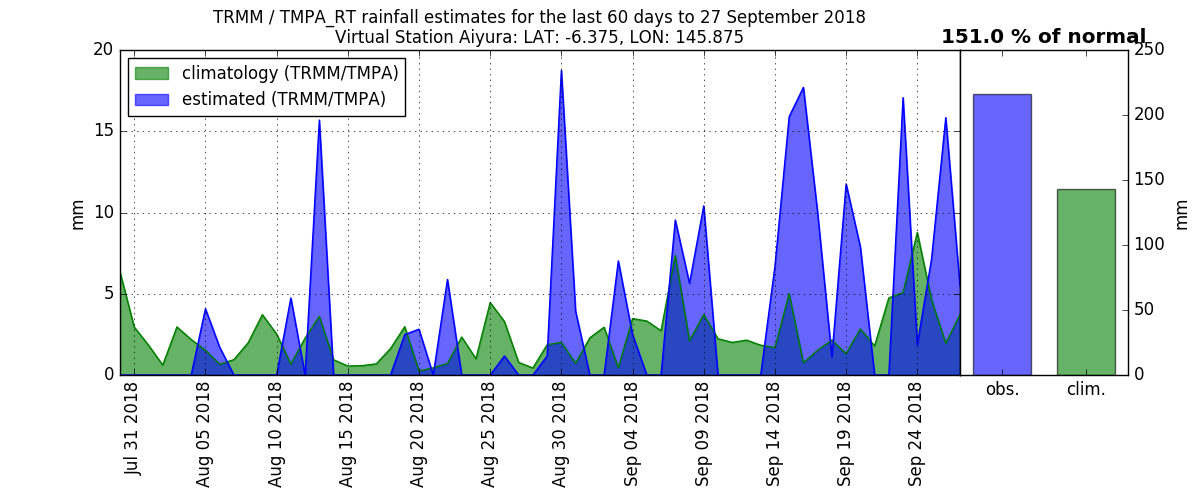 TRMM / TMPA_RT rainfall estimates for the last 60 days to 27 September 2018
Virtual Station Aiyura: LAT: -6.375, LON: 145.875
151.0 % of normal
climatology (TRMM/TMPA)
estimated (TRMM/TMPA)
20
15
10
5
0
mm
250
200
150
100
50
0
mm
Jul 31 2018
Aug 05 2018
Aug 10 2018
Aug 15 2018
Aug 20 2018
Aug 25 2018
Aug 30 2018
Sep 04 2018
Sep 09 2018
Sep 14 2018
Sep 19 2018
Sep 24 2018
obs.
clim.